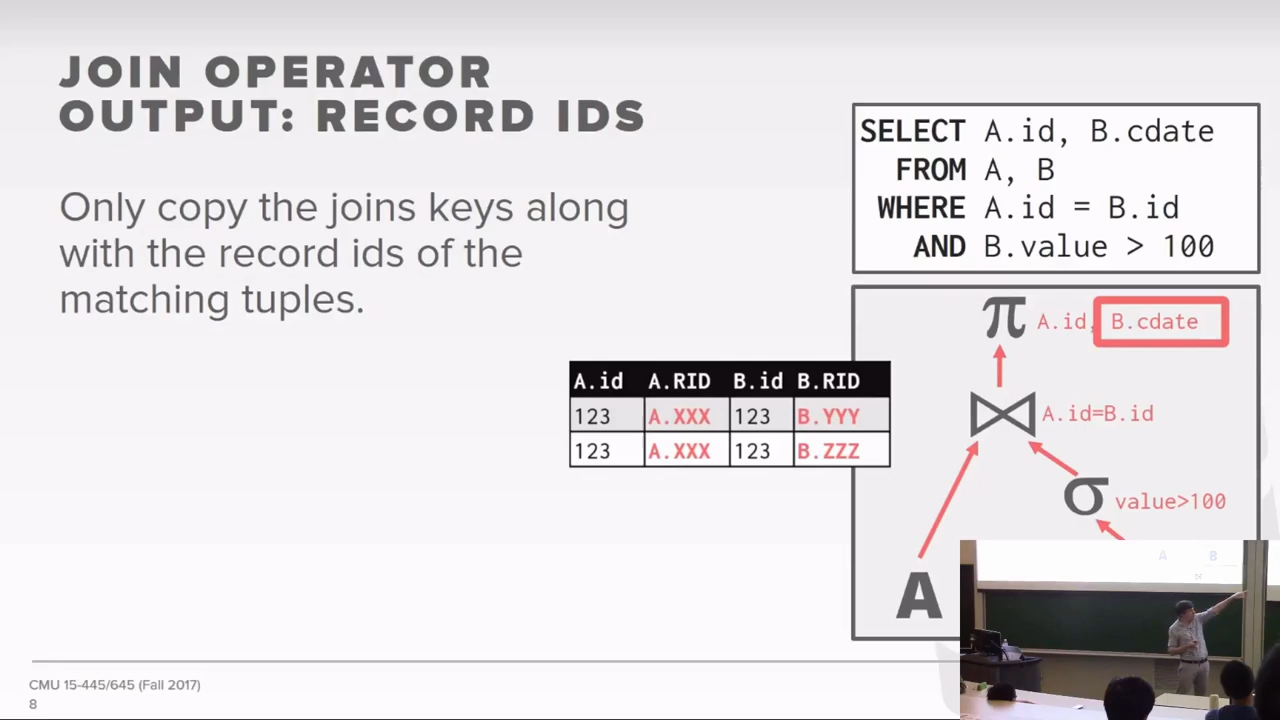 JOIN OPERATOR
OUTPUT: RECORD IDS
Only copy the joins keys along
with the record ids of the
matching tuples.
SELECT A.id, B.cdate
FROM A, B
WHERE A.id = B.id
AND B.value > 100
π A.id, B.cdate
A.id A.RID B.id B.RID
123 A.XXX 123 B.YYY
123 A.XXX 123 B.ZZZ
⋈ A.id=B.id
σ value>100
A
A B
CMU 15-445/645 (Fall 2017)
8